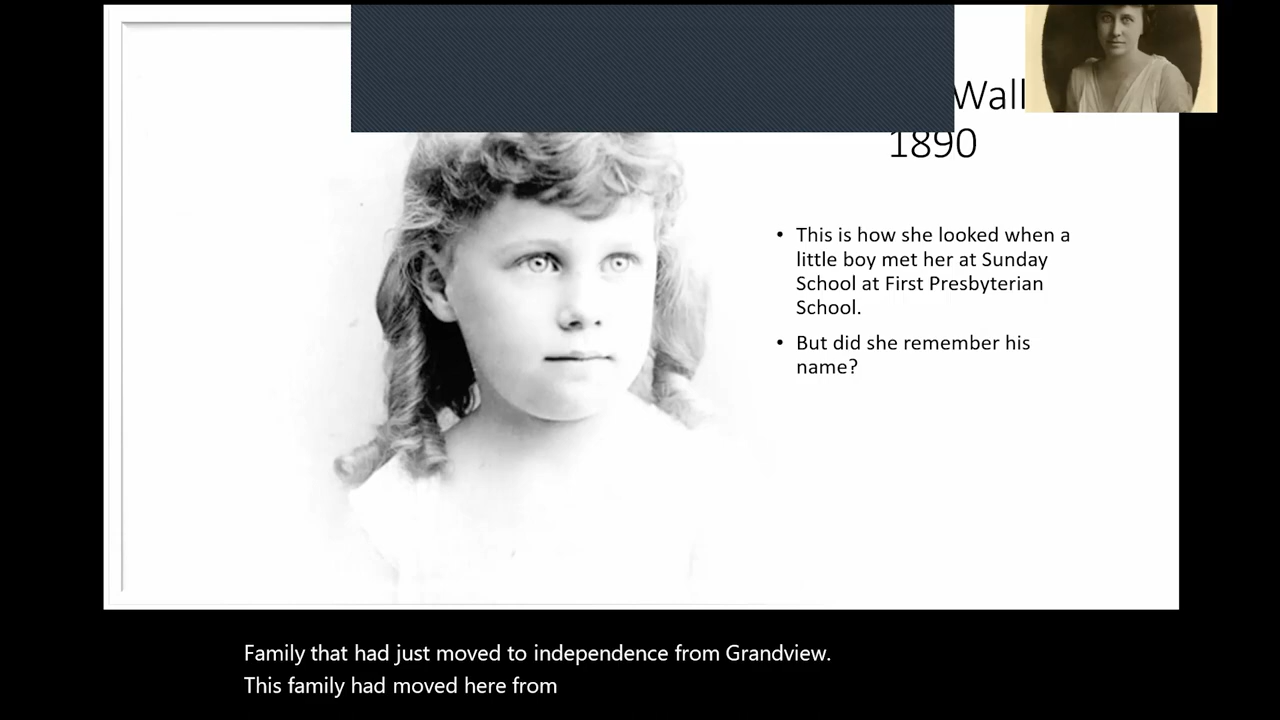 Wall
1890
• This is how she looked when a
little boy met her at Sunday
School at First Presbyterian
School.
• But did she remember his
name?
Family that had just moved to independence from Grandview.
This family had moved here from